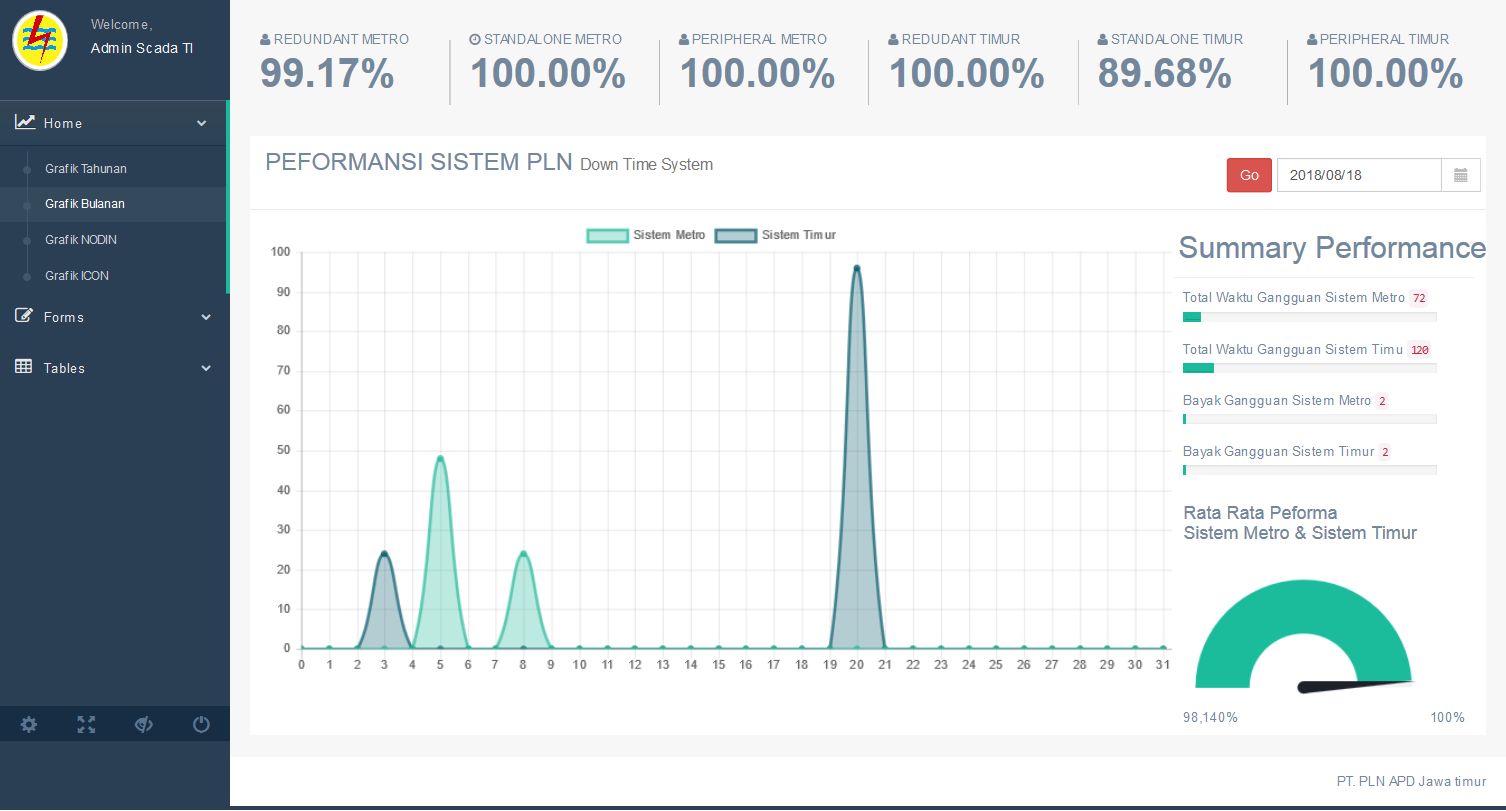 Welcome,
Admin Scada TI
Home
Grafik Tahunan
Grafik Bulanan
Grafik NODIN
Grafik ICON
Forms
Tables
REDUNDANT METRO
99.17%
STANDALONE METRO
100.00%
PERIPHERAL METRO
100.00%
REDUDANT TIMUR
100.00%
STANDALONE TIMUR
89.68%
PERIPHERAL TIMUR
100.00%
PEFORMANSI SISTEM PLN Down Time System
Go
2018/08/18
Sistem Metro Sistem Timur
100
90
80
70
60
50
40
30
20
10
0
0 1 2 3 4 5 6 7 8 9 10 11 12 13 14 15 16 17 18 19 20 21 22 23 24 25 26 27 28 29 30 31
Summary Performance
Total Waktu Gangguan Sistem Metro 72
Total Waktu Gangguan Sistem Timu 120
Bayak Gangguan Sistem Metro 2
Bayak Gangguan Sistem Timur 2
Rata Rata Peforma
Sistem Metro & Sistem Timur
98,140% 100%
PT. PLN APD Jawa timur